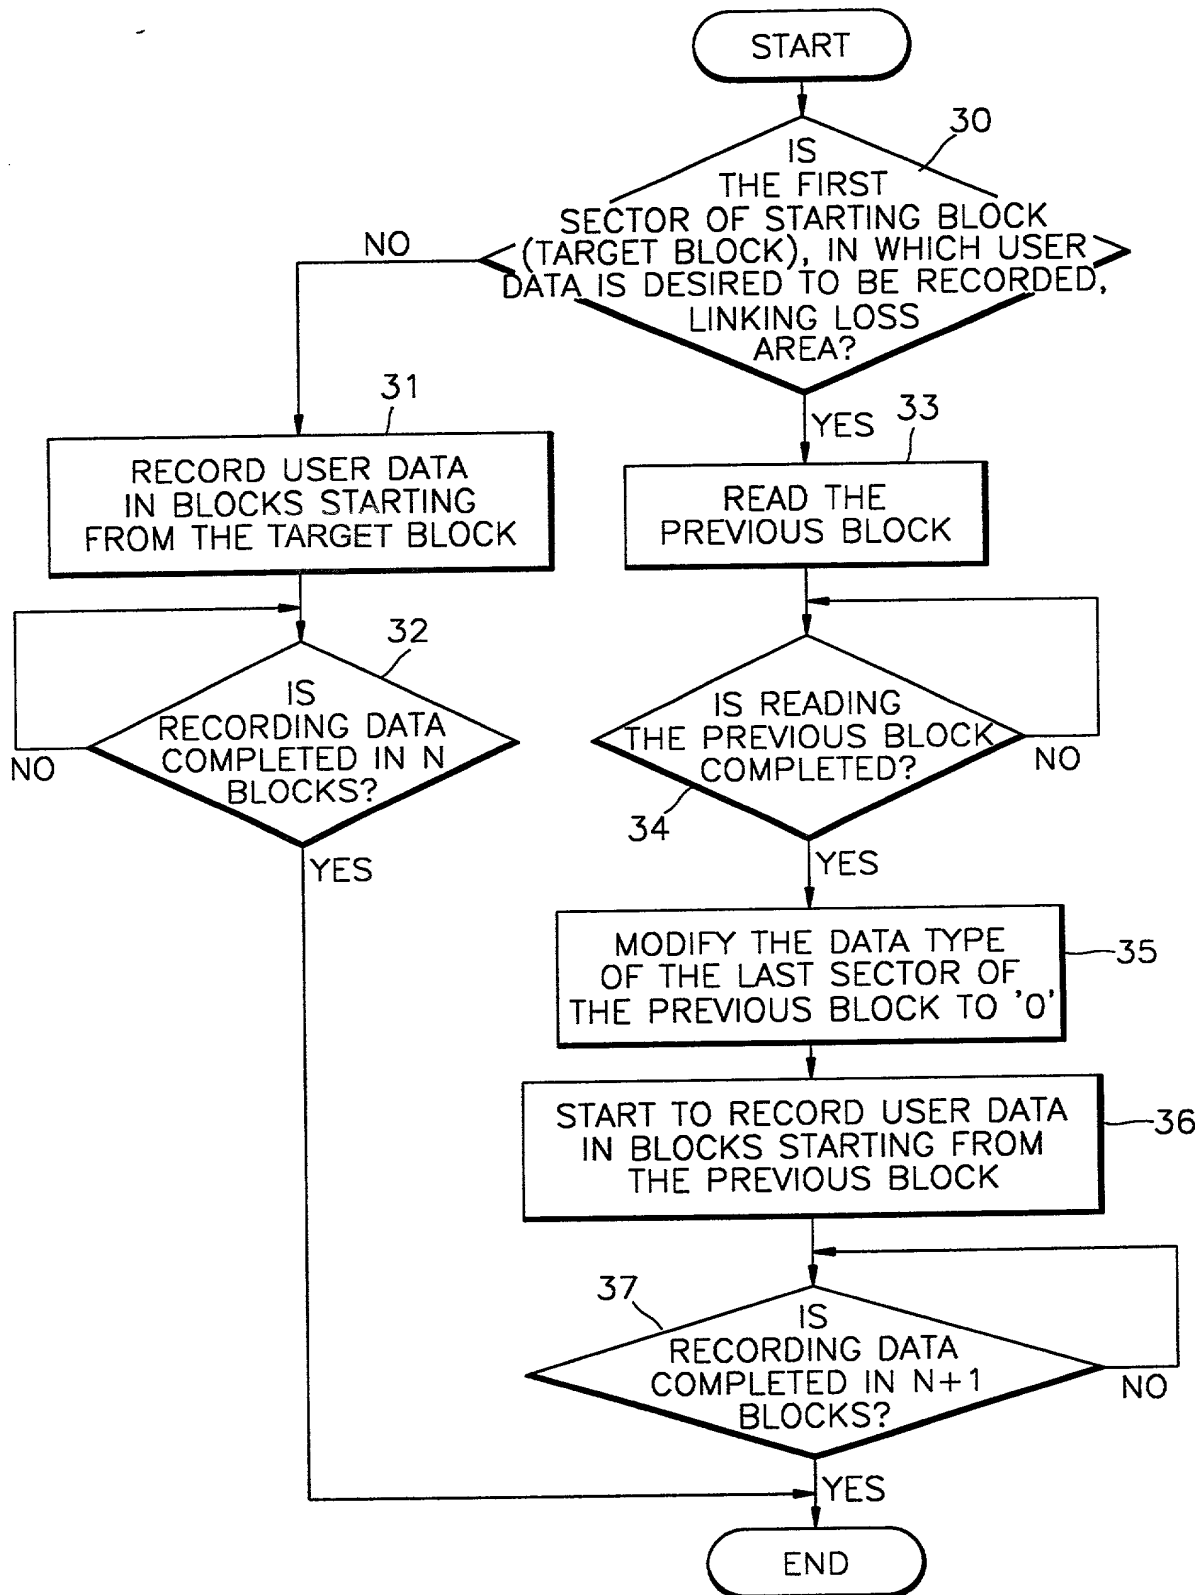 START
30
IS
THE FIRST
SECTOR OF STARTING BLOCK
(TARGET BLOCK), IN WHICH USER
DATA IS DESIRED TO BE RECORDED,
LINKING LOSS
AREA?
NO
YES
31
RECORD USER DATA
IN BLOCKS STARTING
FROM THE TARGET BLOCK
33
READ THE
PREVIOUS BLOCK
32
IS
RECORDING DATA
COMPLETED IN N
BLOCKS?
NO
YES
IS READING
THE PREVIOUS BLOCK
COMPLETED?
NO
34
YES
MODIFY THE DATA TYPE
OF THE LAST SECTOR OF
THE PREVIOUS BLOCK TO '0'
35
START TO RECORD USER DATA
IN BLOCKS STARTING FROM
THE PREVIOUS BLOCK
36
37
IS
RECORDING DATA
COMPLETED IN N+1
BLOCKS?
NO
YES
END